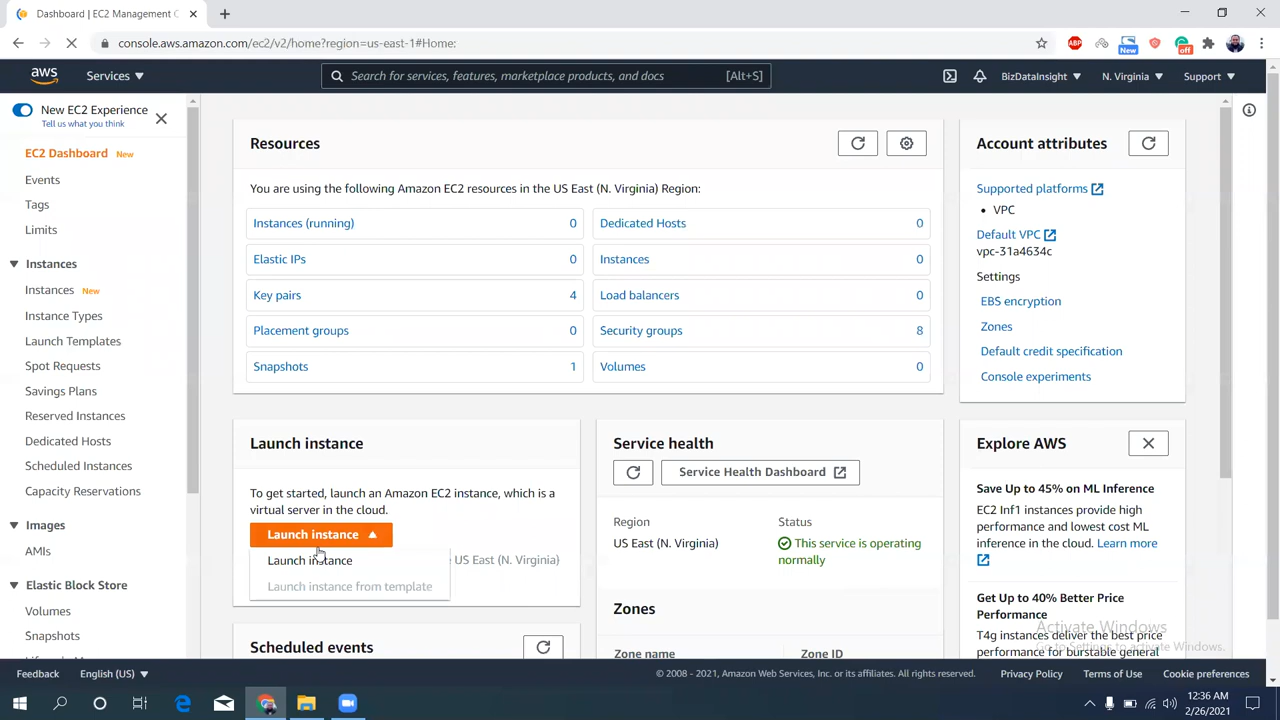 Dashboard | EC2 Management C
console.aws.amazon.com/ec2/v2/home?region=us-east-1#Home:
ABP
New
off
aws
Services
Search for services, features, marketplace products, and docs
[Alt+S]
BizDataInsight
N. Virginia
Support
New EC2 Experience
Tell us what you think
EC2 Dashboard New
Events
Tags
Limits
Instances
Instances New
Instance Types
Launch Templates
Spot Requests
Savings Plans
Reserved Instances
Dedicated Hosts
Scheduled Instances
Capacity Reservations
Images
AMIs
Elastic Block Store
Volumes
Snapshots
Resources
You are using the following Amazon EC2 resources in the US East (N. Virginia) Region:
Instances (running) 0
Dedicated Hosts 0
Elastic IPs 0
Instances 0
Key pairs 4
Load balancers 0
Placement groups 0
Security groups 8
Snapshots 1
Volumes 0
Launch instance
To get started, launch an Amazon EC2 instance, which is a
virtual server in the cloud.
Launch instance
Launch instance
US East (N. Virginia)
Launch instance from template
Scheduled events
Service health
Service Health Dashboard
Region
Status
US East (N. Virginia)
This service is operating
normally
Zones
Zone name
Zone ID
Account attributes
Supported platforms
• VPC
Default VPC
vpc-31a4634c
Settings
EBS encryption
Zones
Default credit specification
Console experiments
Explore AWS
Save Up to 45% on ML Inference
EC2 Inf1 instances provide high
performance and lowest cost ML
inference in the cloud. Learn more
Get Up to 40% Better Price
Performance
T4g instances deliver the best price
performance for burstable general
Activate Windows
Go to Settings to activate Windows.
Feedback
English (US)
© 2008 - 2021, Amazon Web Services, Inc. or its affiliates. All rights reserved.
Privacy Policy
Terms of Use
Cookie preferences
12:36 AM
2/26/2021